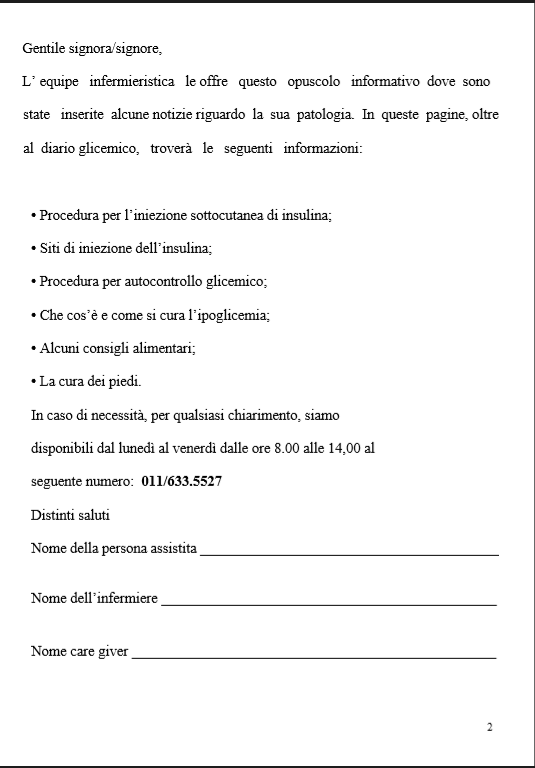 Gentile signora/signore,
L' equipe infermieristica le offre questo opuscolo informativo dove sono
state inserite alcune notizie riguardo la sua patologia. In queste pagine, oltre
al diario glicemico, troverà le seguenti informazioni:
• Procedura per l'iniezione sottocutanea di insulina;
• Siti di iniezione dell'insulina;
• Procedura per autocontrollo glicemico;
• Che cos'è e come si cura l'ipoglicemia;
• Alcuni consigli alimentari;
• La cura dei piedi.
In caso di necessità, per qualsiasi chiarimento, siamo
disponibili dal lunedì al venerdì dalle ore 8.00 alle 14,00 al
seguente numero: 011/633.5527
Distinti saluti
Nome della persona assistita
Nome dell'infermiere
Nome care giver
2